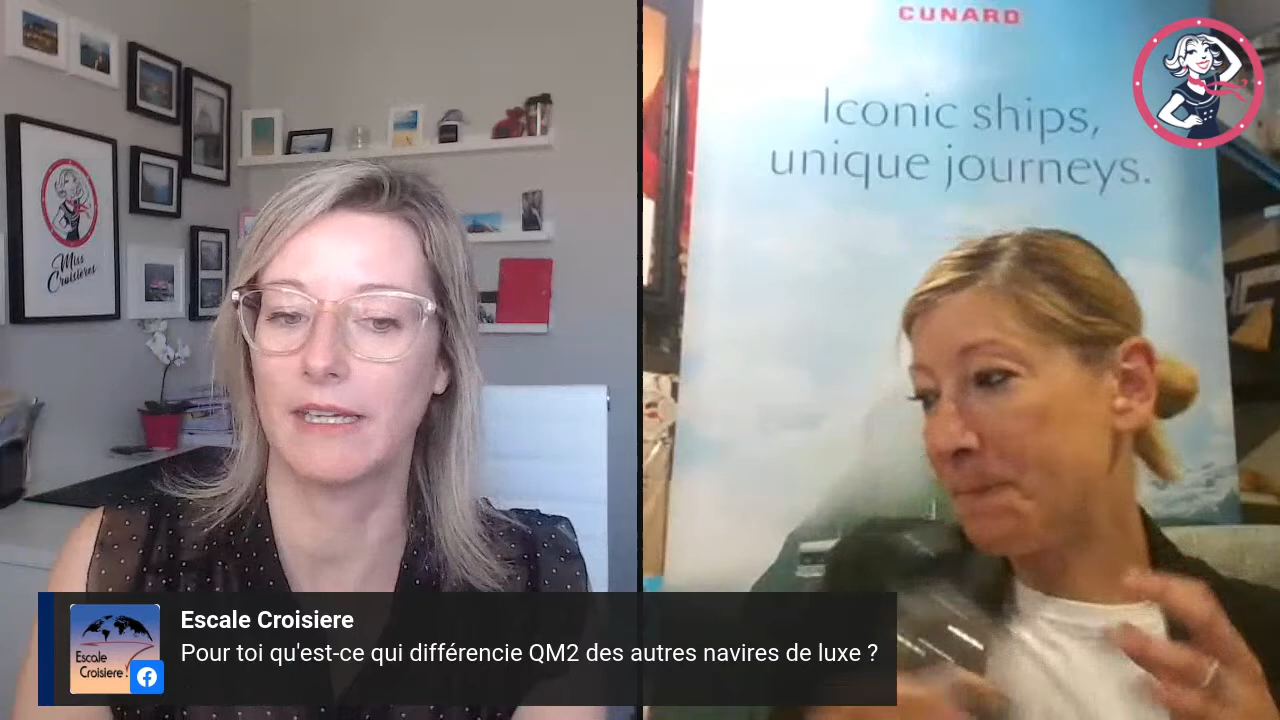 CUNARD
Iconic ships,
unique journeys.
Miss
Croisières
Escale Croisiere
Pour toi qu'est-ce qui différencie QM2 des autres navires de luxe ?
Escale
Croisière !